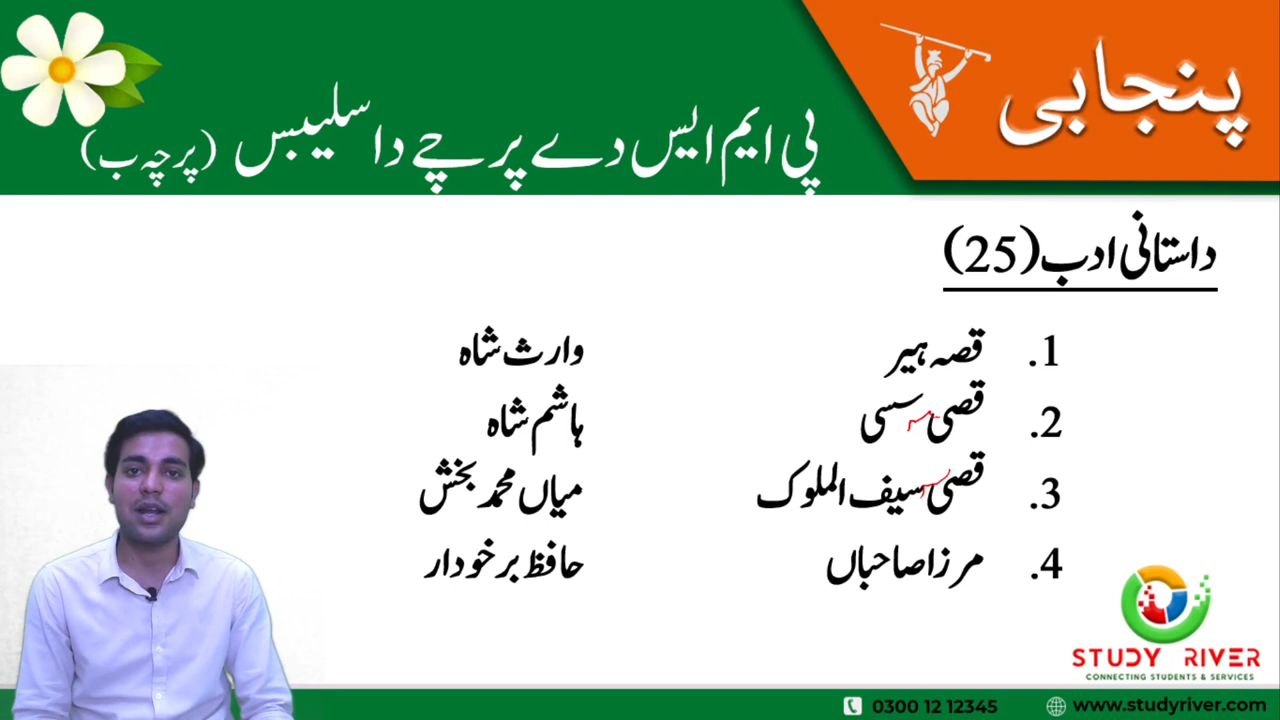 پنجابی
پی ایم ایس دے پرچے دا سلیبس (پرچہ ب)
داستانی ادب (25)
1. قصہ ہیر وارث شاہ
2. قصی سسی ہاشم شاہ
3. قصی سیف الملوک میاں محمد بخش
4. مرزا صاحباں حافظ برخودار
STUDY RIVER
CONNECTING STUDENTS & SERVICES
0300 12 12345 www.studyriver.com